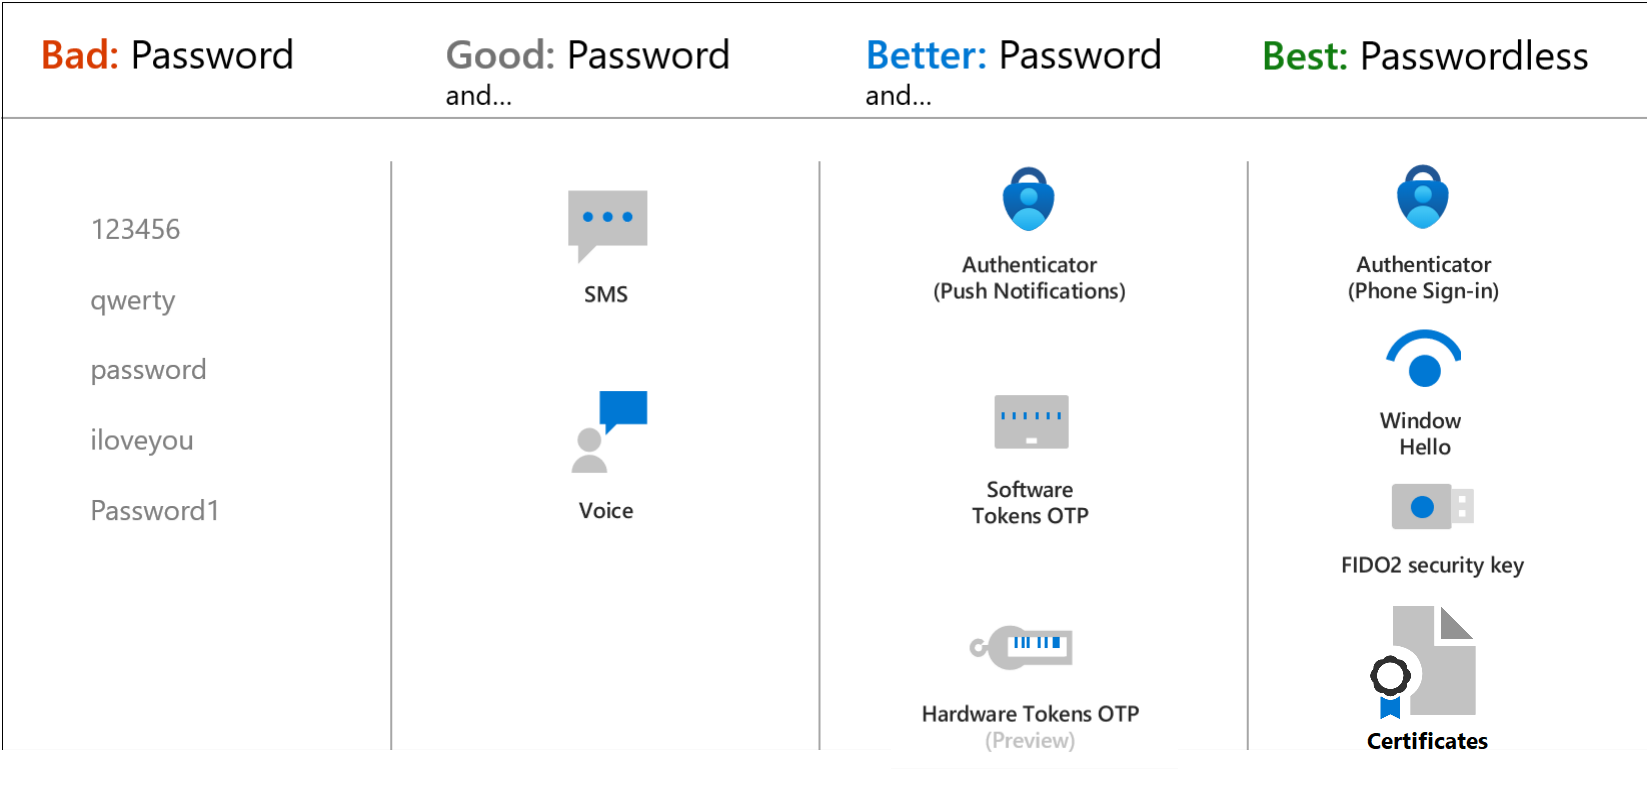 Bad: Password
Good: Password
and...
Better: Password
and...
Best: Passwordless
123456
qwerty
password
iloveyou
Password1
SMS
Voice
Authenticator
(Push Notifications)
Software
Tokens OTP
Hardware Tokens OTP
(Preview)
Authenticator
(Phone Sign-in)
Window
Hello
FIDO2 security key
Certificates